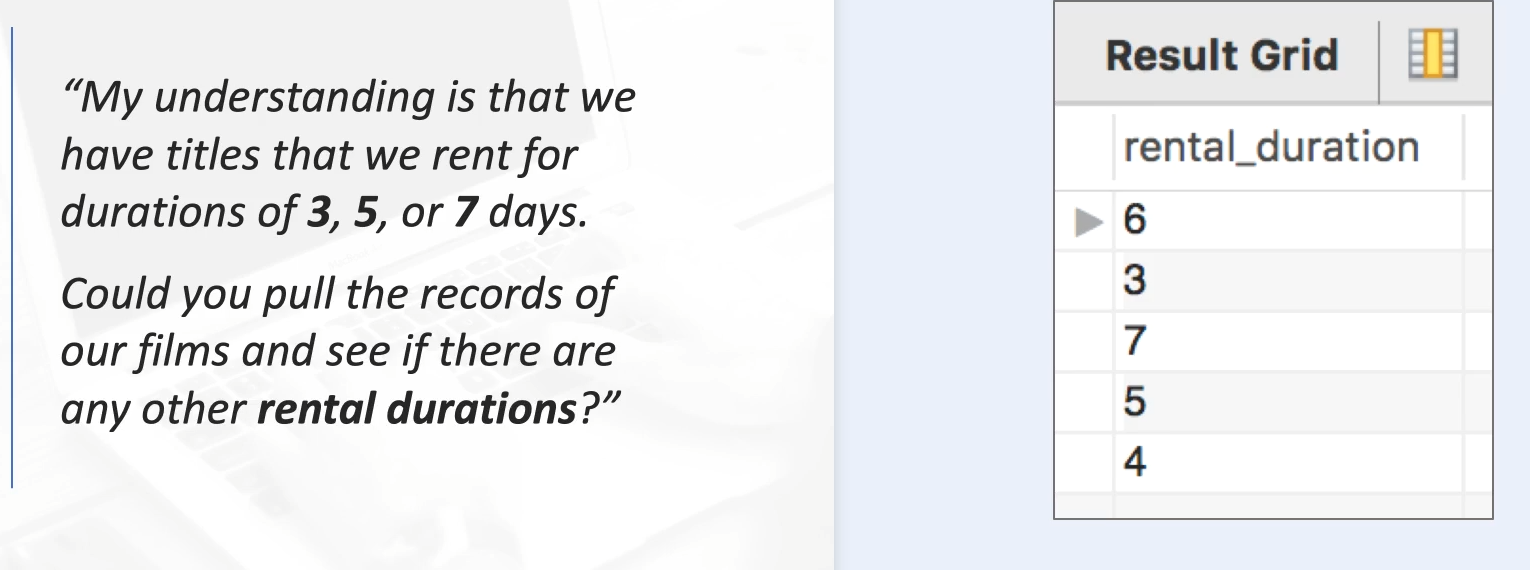 “My understanding is that we
have titles that we rent for
durations of 3, 5, or 7 days.
Could you pull the records of
our films and see if there are
any other rental durations?”
Result Grid
rental_duration
6
3
7
5
4